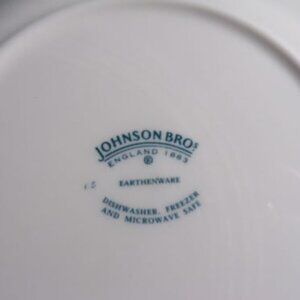 JOHNSON BROS
ENGLAND 1883
®
EARTHENWARE
DISHWASHER, FREEZER
AND MICROWAVE SAFE